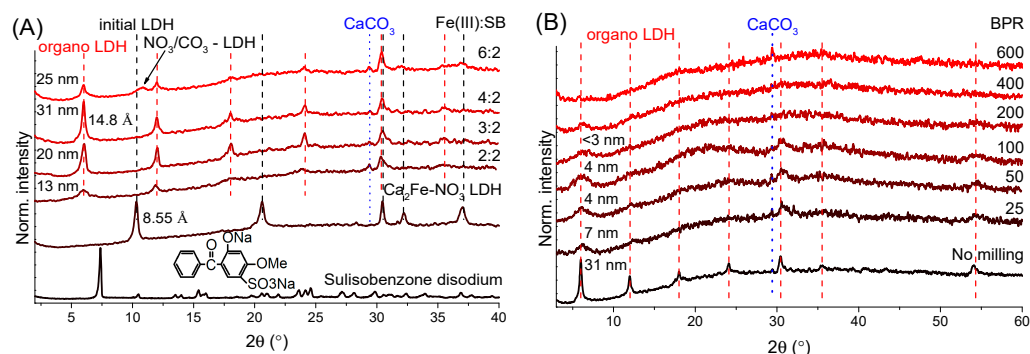 (A)
initial LDH
CaCO3
Fe(III):SB
organo LDH
NO3/CO3 - LDH
6:2
25 nm
31 nm
4:2
14.8 Å
3:2
20 nm
2:2
13 nm
Ca2Fe-NO3 LDH
8.55 Å
ONa
O
OMe
SO3Na
Sulisobenzone disodium
Norm. intensity
5 10 15 20 25 30 35 40
2θ (°)
(B)
CaCO3
BPR
organo LDH
600
400
200
<3 nm
100
4 nm
50
4 nm
25
7 nm
No milling
31 nm
Norm. intensity
10 20 30 40 50 60
2θ (°)